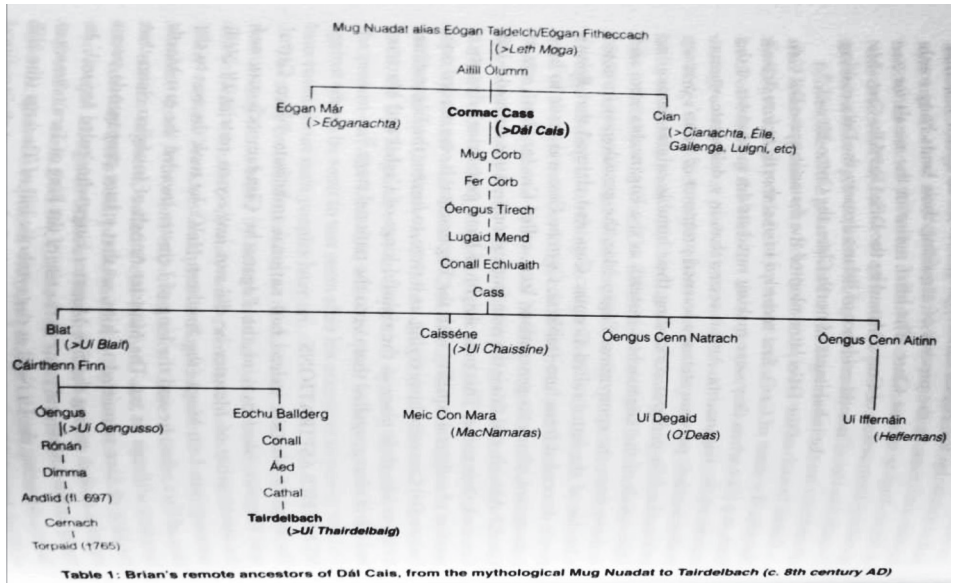 Mug Nuadat alias Eógan Taidelch/Eógan Fitheccach
(>Leth Moga)
Ailill Ólumm
Eógan Már
(>Eóganachta)
Cormac Cass
(>Dál Cais)
Cian
(>Cianachta, Éile,
Gailenga, Luigni, etc)
Mug Corb
Fer Corb
Óengus Tirech
Lugaid Mend
Conall Echluaith
Cass
Blat
(>Uí Blait)
Caisséne
(>Uí Chaissíne)
Óengus Cenn Natrach
Óengus Cenn Aitinn
Cáirthenn Finn
Óengus
(>Uí Oengusso)
Eochu Ballderg
Meic Con Mara
(MacNamaras)
Uí Degaid
(O'Deas)
Uí Iffernáin
(Heffernans)
Rónán
Conall
Dimma
Áed
Andlid (fl. 697)
Cathal
Cernach
Tairdelbach
(>Uí Thairdelbaig)
Torpaid (†765)
Table 1: Brian's remote ancestors of Dál Cais, from the mythological Mug Nuadat to Tairdelbach (c. 8th century AD)